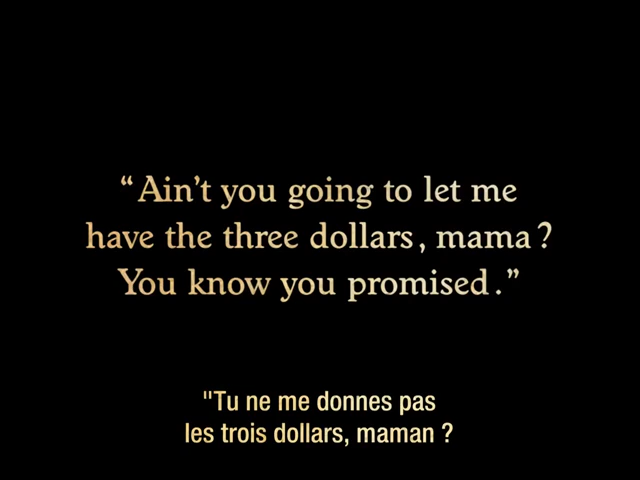 “Ain’t you going to let me
have the three dollars, mama?
You know you promised.”
"Tu ne me donnes pas
les trois dollars, maman ?